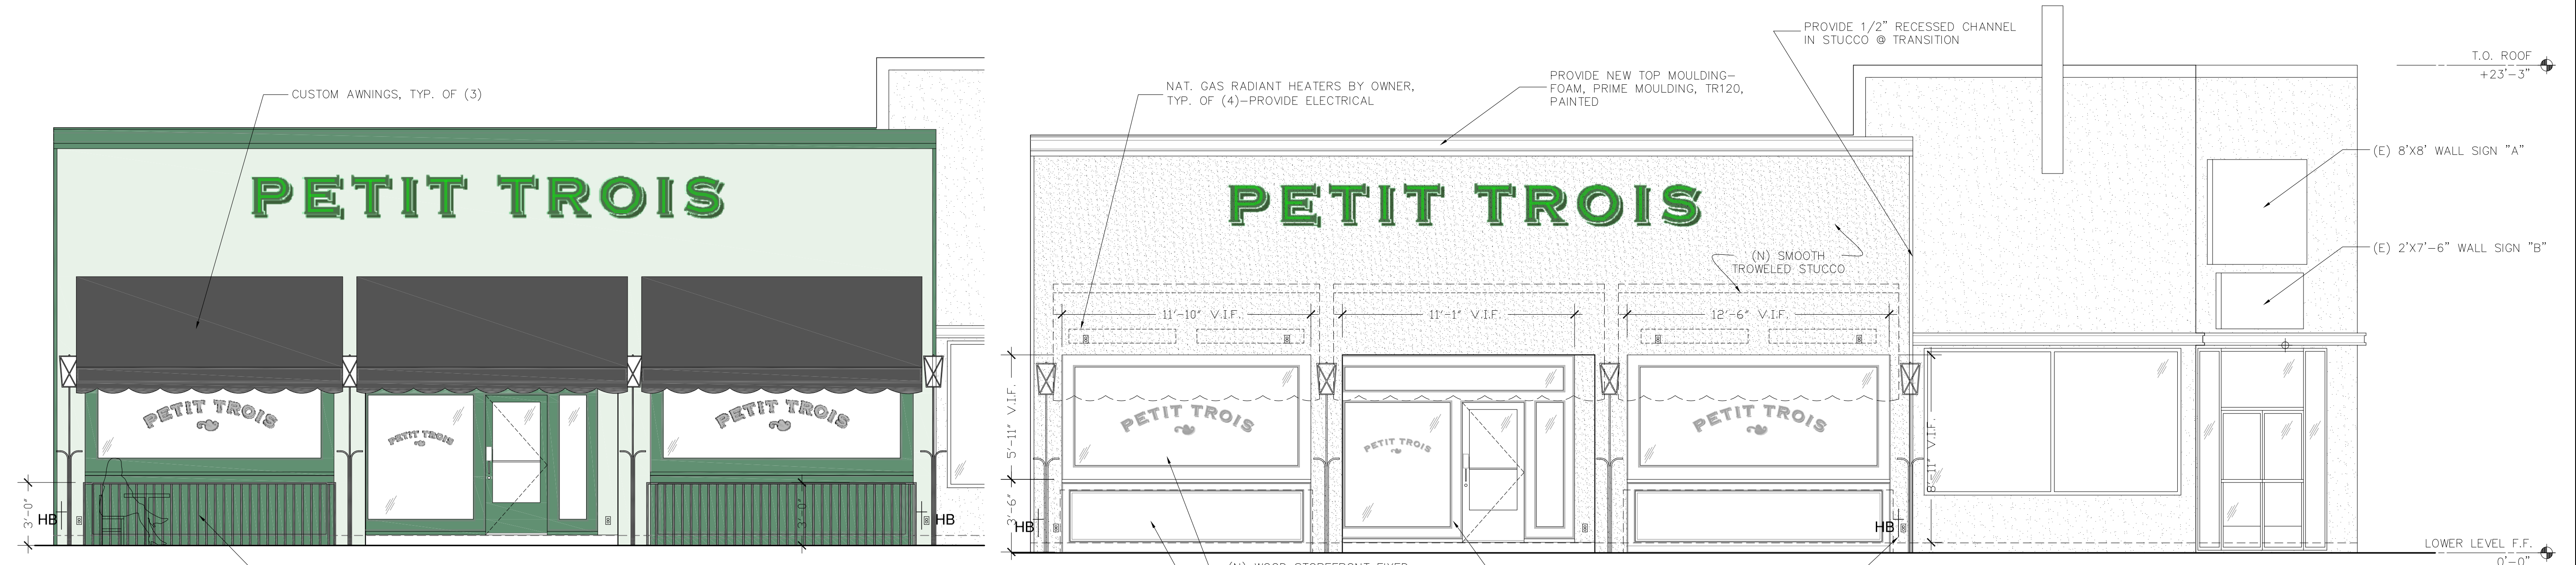 CUSTOM AWNINGS, TYP. OF (3)
PETIT TROIS
PETIT TROIS
PETIT TROIS
PETIT TROIS
3'-0"
HB
3'-0"
HB
NAT. GAS RADIANT HEATERS BY OWNER,
TYP. OF (4)-PROVIDE ELECTRICAL
PROVIDE NEW TOP MOULDING-
FOAM, PRIME MOULDING, TR120,
PAINTED
PROVIDE 1/2" RECESSED CHANNEL
IN STUCCO @ TRANSITION
T.O. ROOF
+23'-3"
(E) 8'X8' WALL SIGN "A"
(E) 2'X7'-6" WALL SIGN "B"
PETIT TROIS
(N) SMOOTH
TROWELED STUCCO
11'-10" V.I.F.
11'-1" V.I.F.
12'-6" V.I.F.
5'-11" V.I.F.
PETIT TROIS
PETIT TROIS
PETIT TROIS
8'-11" V.I.F.
3'-6"
HB
HB
LOWER LEVEL F.F.
0'-0"
(N) WOOD STOREFRONT FIXED